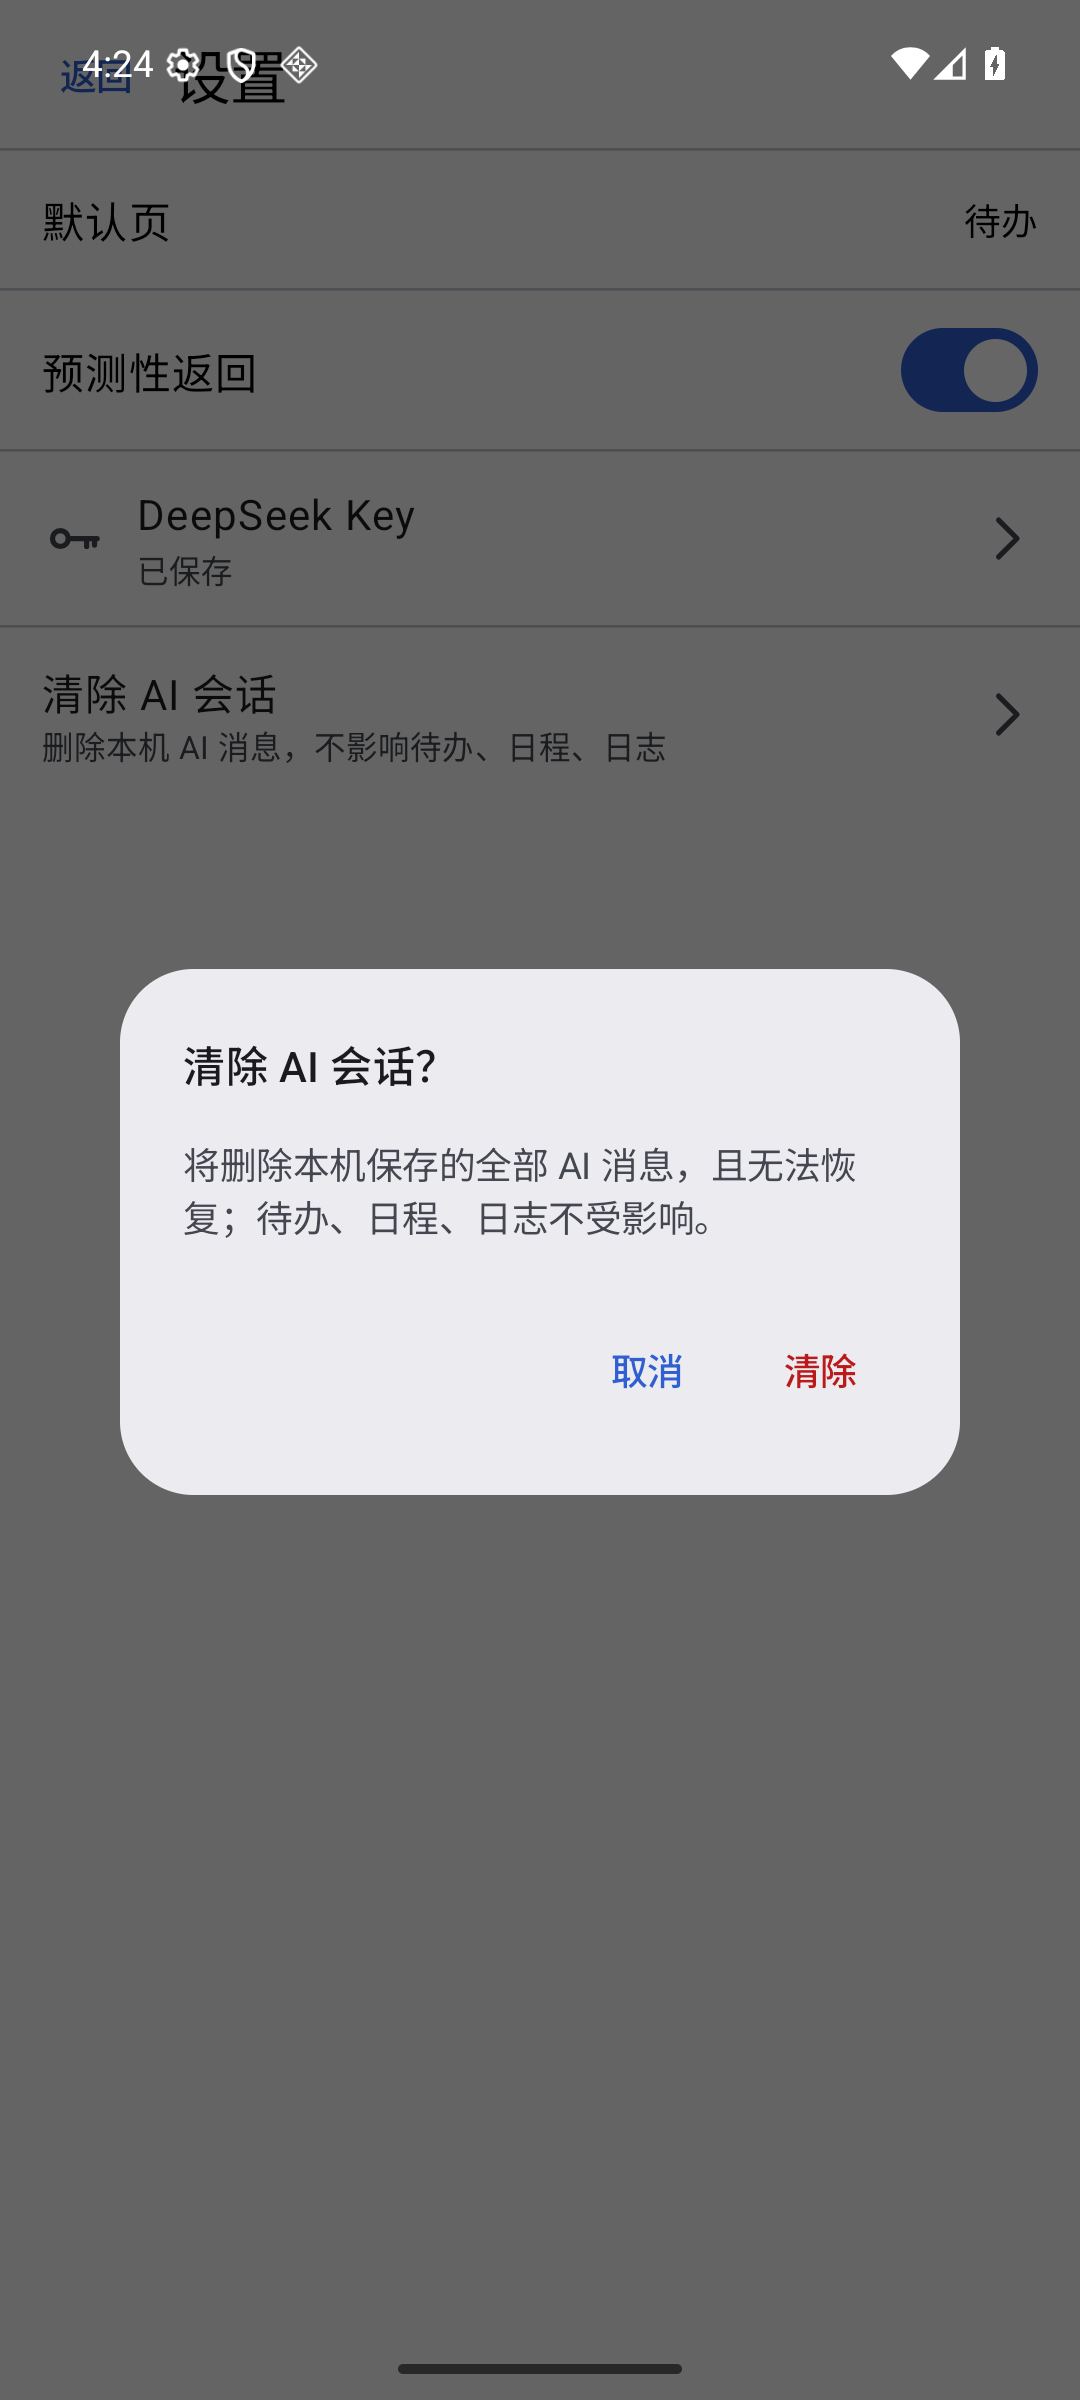 4:24
返回 设置
默认页 待办
预测性返回
DeepSeek Key
已保存
清除 AI 会话
删除本机 AI 消息，不影响待办、日程、日志
清除 AI 会话？
将删除本机保存的全部 AI 消息，且无法恢
复；待办、日程、日志不受影响。
取消 清除